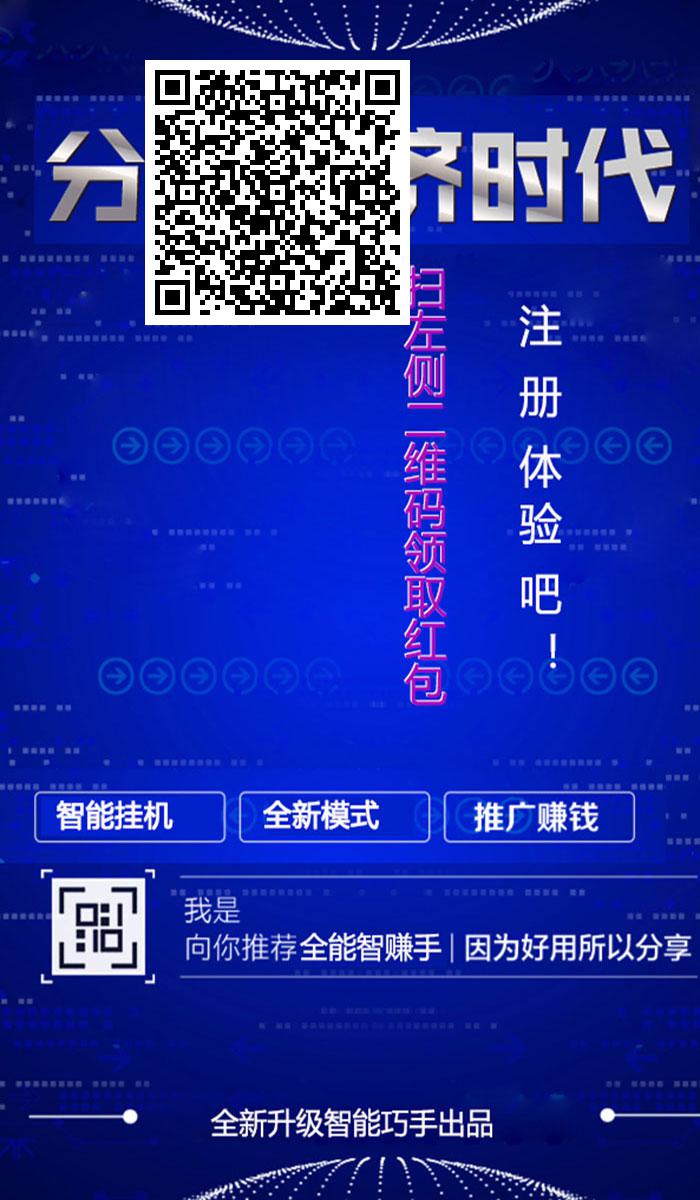 分
济时代
扫左侧二维码领取红包
注册体验吧！
智能挂机
全新模式
推广赚钱
我是
向你推荐全能智赚手|因为好用所以分享
全新升级智能巧手出品